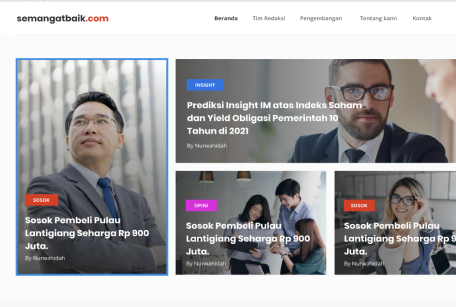 semangatbaik.com
Beranda Tim Redaksi Pengembangan Tentang kami Kontak
SOSOK
Sosok Pembeli Pulau
Lantigiang Seharga Rp 900
Juta.
By Nurwahidah
INSIGHT
Prediksi Insight IM atas Indeks Saham
dan Yield Obligasi Pemerintah 10
Tahun di 2021
By Nurwahidah
OPINI
Sosok Pembeli Pulau
Lantigiang Seharga Rp 900
Juta.
By Nurwahidah
SOSOK
Sosok Pembeli Pulau
Lantigiang Seharga Rp 9
Juta.
By Nurwahidah